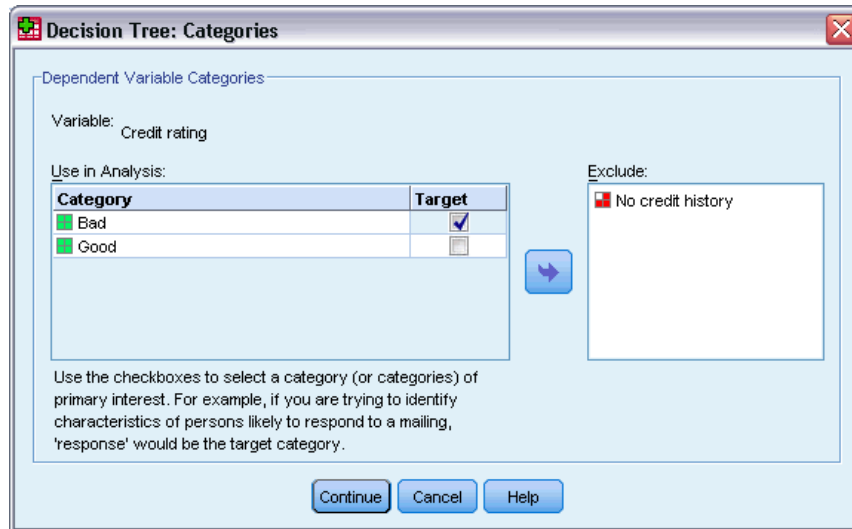 Decision Tree: Categories
Dependent Variable Categories
Variable: Credit rating
Use in Analysis:
Category Target
Bad
Good
Exclude:
No credit history
Use the checkboxes to select a category (or categories) of
primary interest. For example, if you are trying to identify
characteristics of persons likely to respond to a mailing,
'response' would be the target category.
Continue Cancel Help